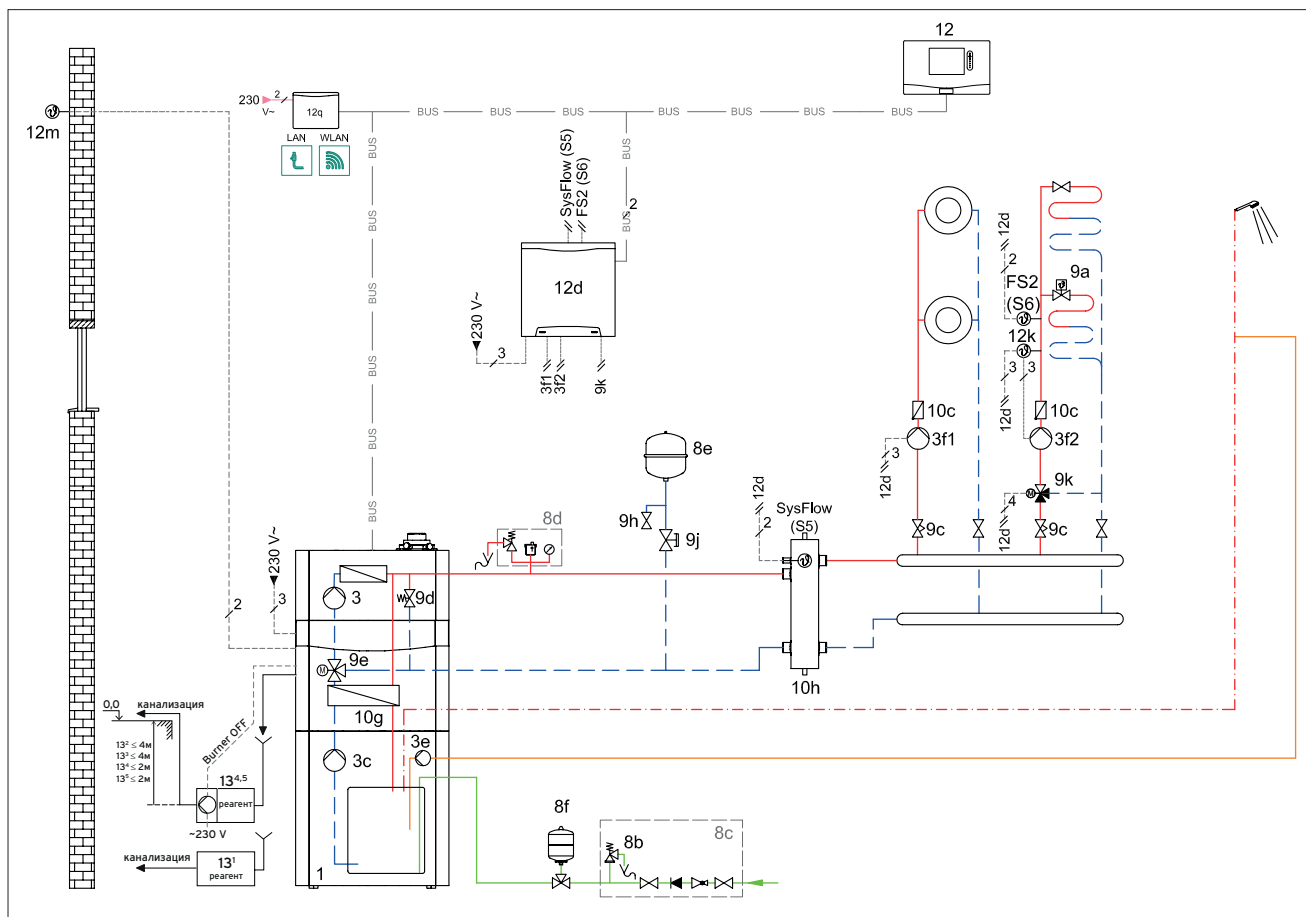 12
230
V~
2
12q
BUS
BUS
BUS
BUS
BUS
BUS
12m
LAN
WLAN
BUS
BUS
BUS
BUS
BUS
BUS
BUS
2
SysFlow (S5)
FS2 (S6)
12d
230 V~
3
3f1
3f2
9k
12d
2
FS2
(S6)
9a
12k
3
3
12d
10c
10c
3f1
3f2
3
12d
9k
4
12d
M
9c
9c
8e
9h
9j
8d
12d
2
SysFlow
(S5)
230 V~
3
2
3
9d
9e
M
10g
10h
0,0
канализация
13² ≤ 4м
13³ ≤ 4м
13⁴ ≤ 2м
13⁵ ≤ 2м
Burner OFF
13⁴,⁵
реагент
~230 V
3c
3e
8f
8b
8c
канализация
13¹
реагент
1